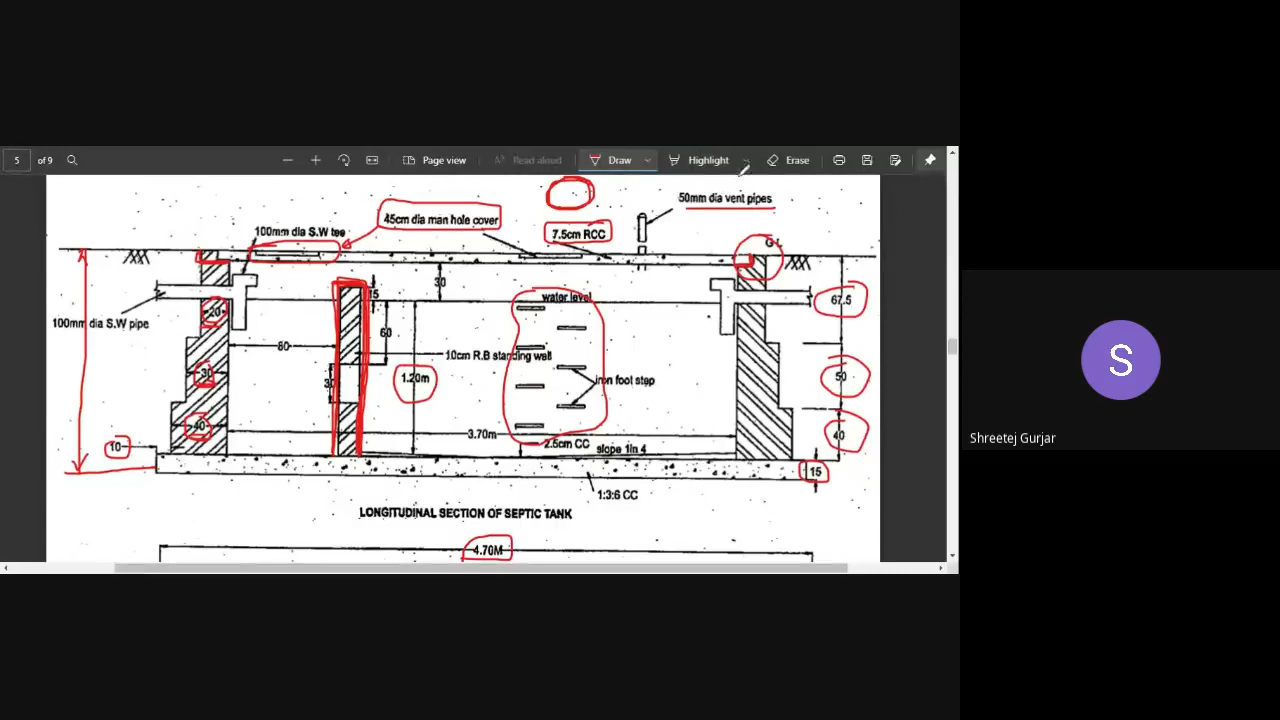 5 of 9 Page view Read aloud Draw Highlight Erase
50mm dia vent pipes
45cm dia man hole cover
100mm dia S.W tee
7.5cm RCC
G.L
30
15
water level
67.5
20
100mm dia S.W pipe
60
80
10cm R.B standing wall
30
30
1.20m
iron foot step
50
40
3.70m
40
10
2.5cm CC
slope 1in 4
15
1:3:6 CC
LONGITUDINAL SECTION OF SEPTIC TANK
4.70M
S
Shreetej Gurjar